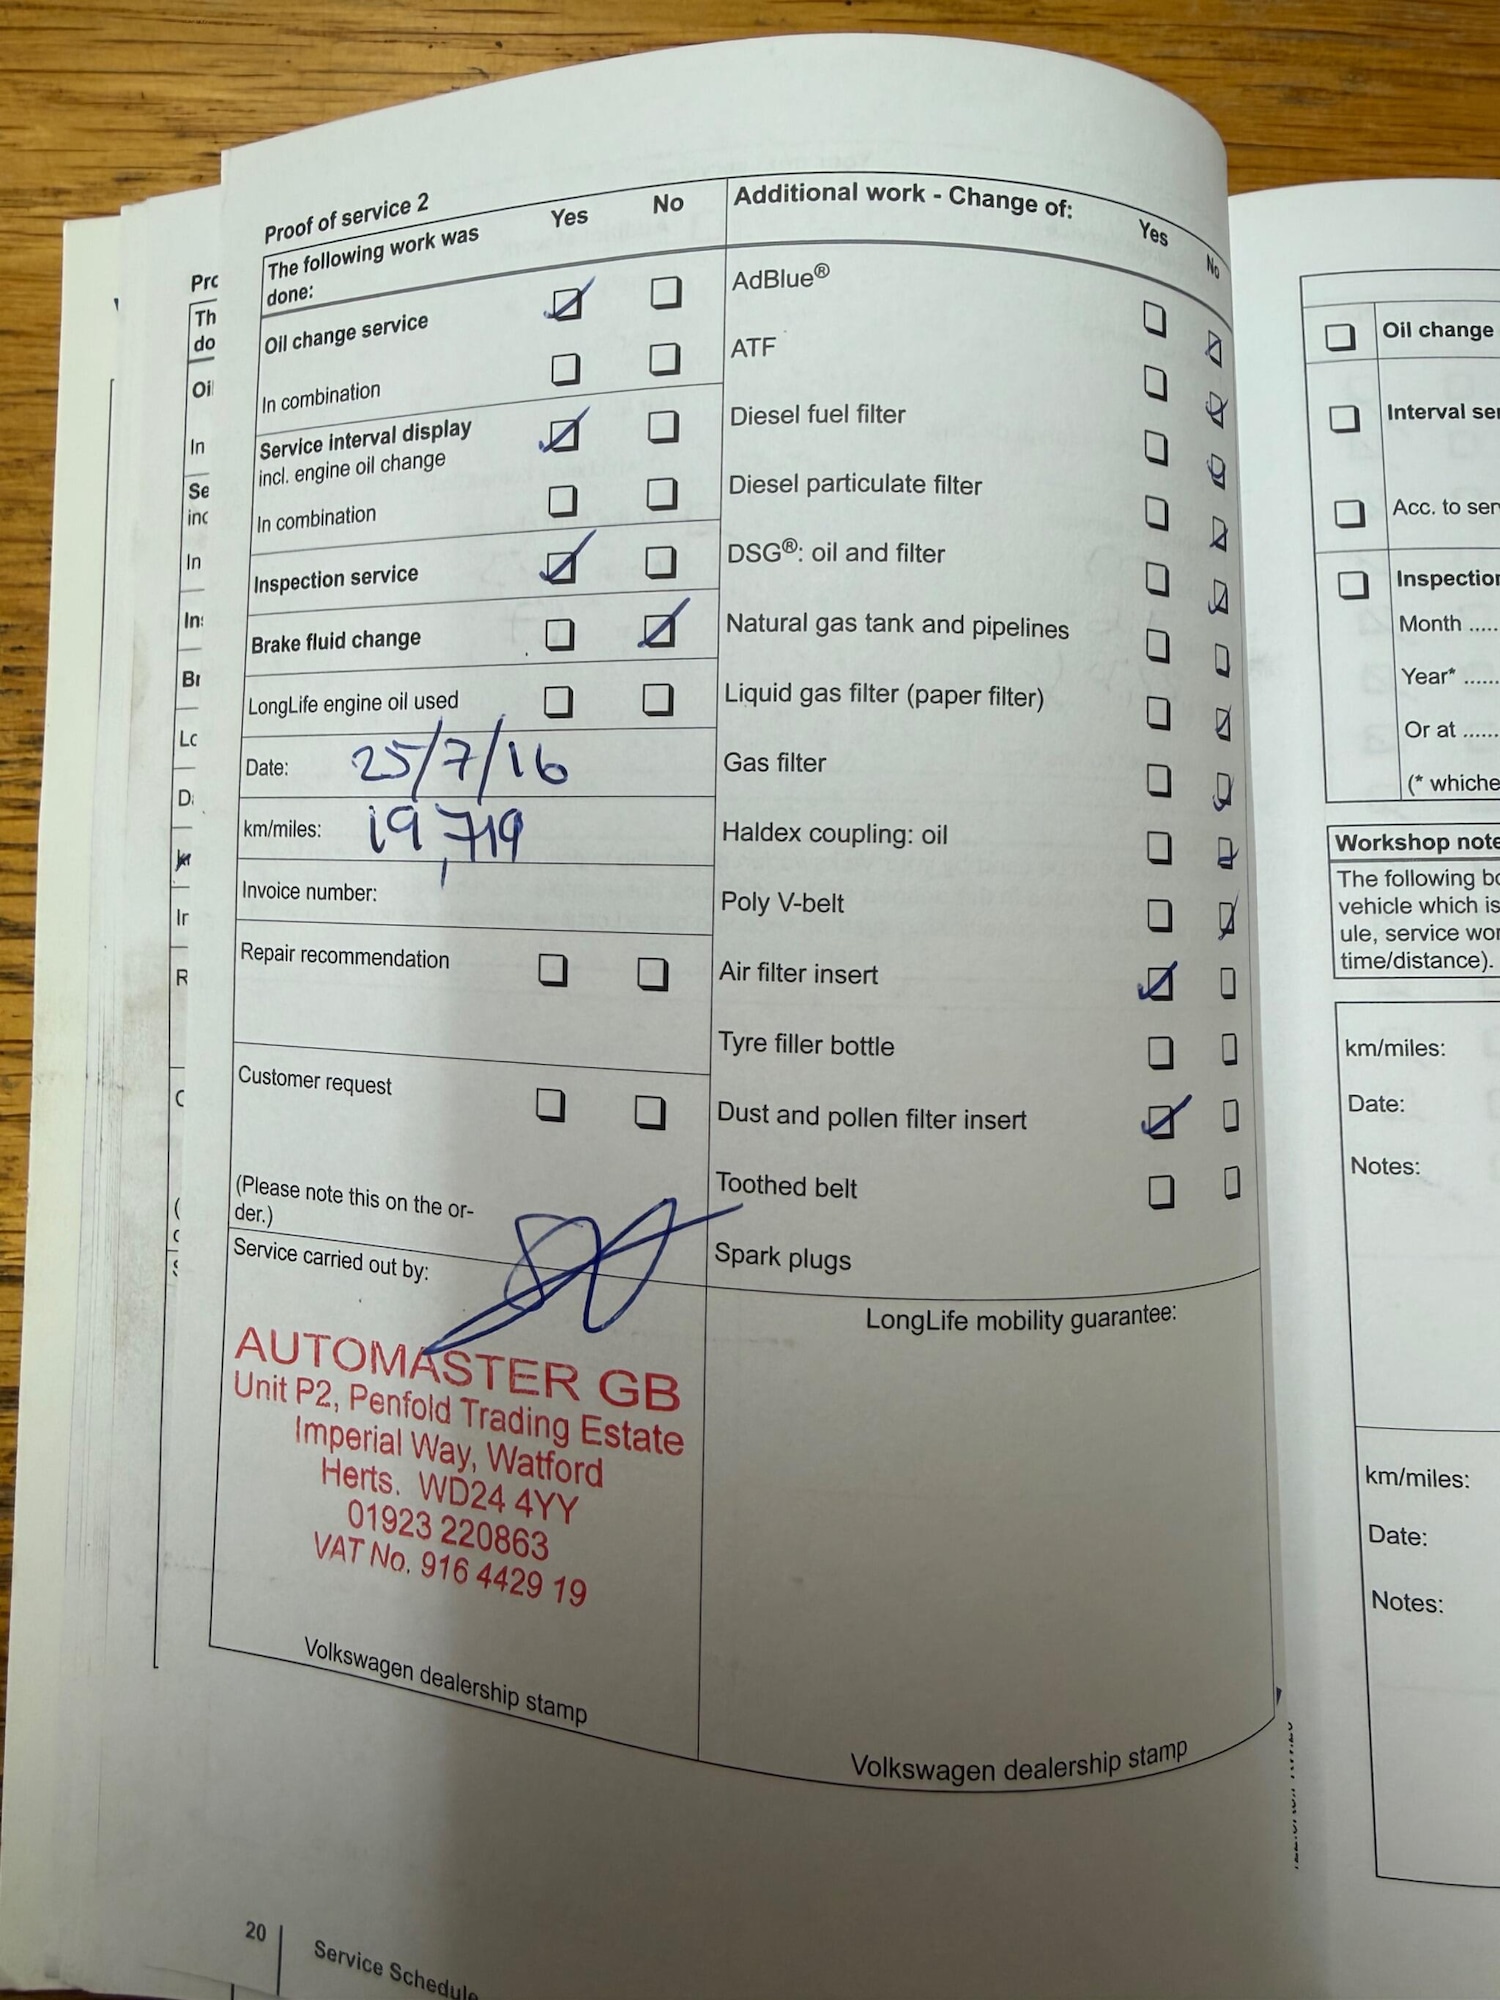 Proof of service 2
The following work was
done:
Yes
No
Oil change service
In combination
Service interval display
incl. engine oil change
In combination
Inspection service
Brake fluid change
LongLife engine oil used
Date: 25/7/16
km/miles: 19,719
Invoice number:
Repair recommendation
Customer request
(Please note this on the or-
der.)
Service carried out by:
AUTOMASTER GB
Unit P2, Penfold Trading Estate
Imperial Way, Watford
Herts. WD24 4YY
01923 220863
VAT No. 916 4429 19
Volkswagen dealership stamp
Additional work - Change of:
Yes
No
AdBlue®
ATF
Diesel fuel filter
Diesel particulate filter
DSG®: oil and filter
Natural gas tank and pipelines
Liquid gas filter (paper filter)
Gas filter
Haldex coupling: oil
Poly V-belt
Air filter insert
Tyre filler bottle
Dust and pollen filter insert
Toothed belt
Spark plugs
LongLife mobility guarantee:
Volkswagen dealership stamp
20
Service Schedule
Oil change
Interval ser
Acc. to ser
Inspection
Month .....
Year* ......
Or at ......
(* whiche
Workshop note
The following bo
vehicle which is
ule, service wor
time/distance).
km/miles:
Date:
Notes:
km/miles:
Date:
Notes: